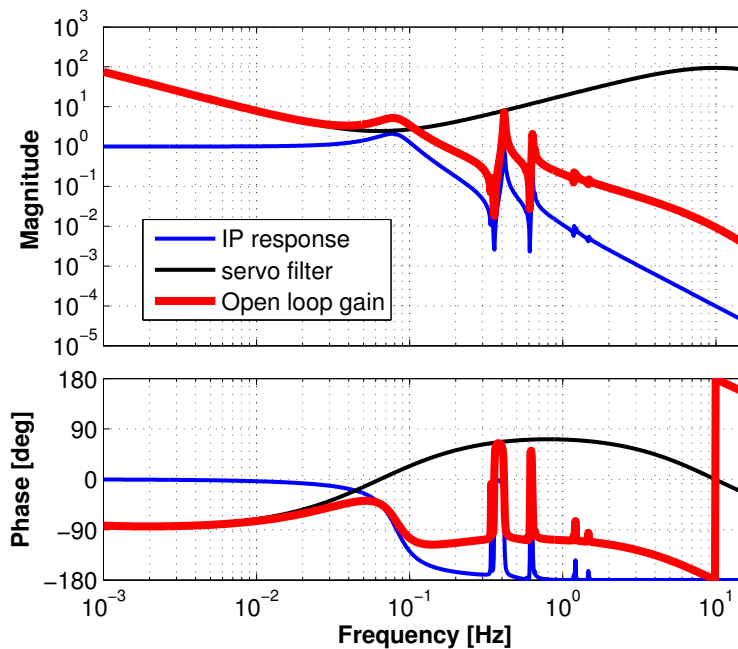 10^3
10^2
10^1
10^0
10^−1
10^−2
10^−3
10^−4
10^−5
Magnitude
IP response
servo filter
Open loop gain
180
90
0
−90
−180
Phase [deg]
10^−3 10^−2 10^−1 10^0 10^1
Frequency [Hz]